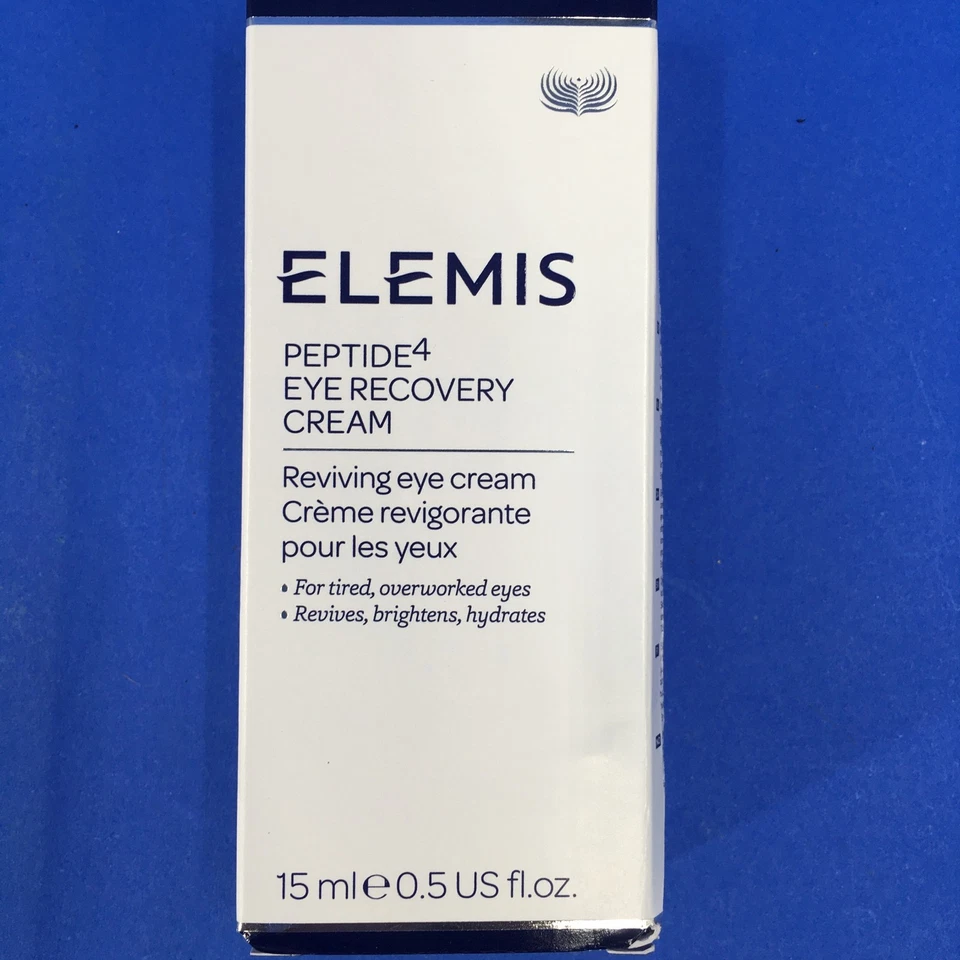 ELEMIS
PEPTIDE⁴
EYE RECOVERY
CREAM
Reviving eye cream
Crème revigorante
pour les yeux
• For tired, overworked eyes
• Revives, brightens, hydrates
15 ml ℮ 0.5 US fl.oz.